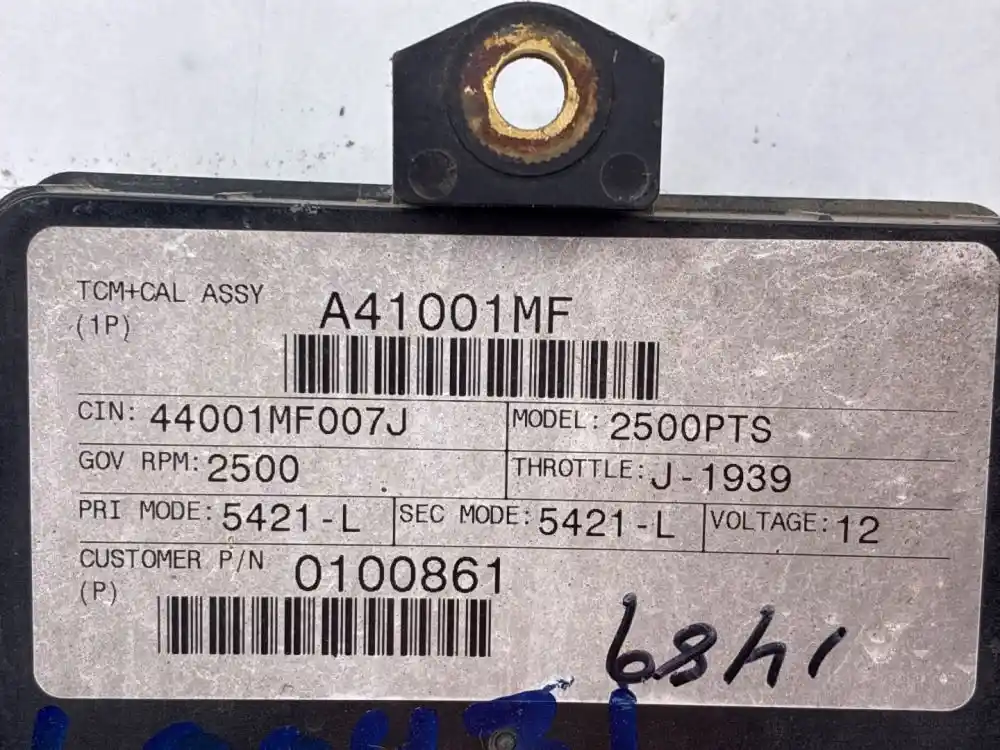 TCM+CAL ASSY A41001MF
(1P)
CIN: 44001MF007J MODEL: 2500PTS
GOV RPM: 2500 THROTTLE: J-1939
PRI MODE: 5421-L SEC MODE: 5421-L VOLTAGE: 12
CUSTOMER P/N 0100861
(P)
1489